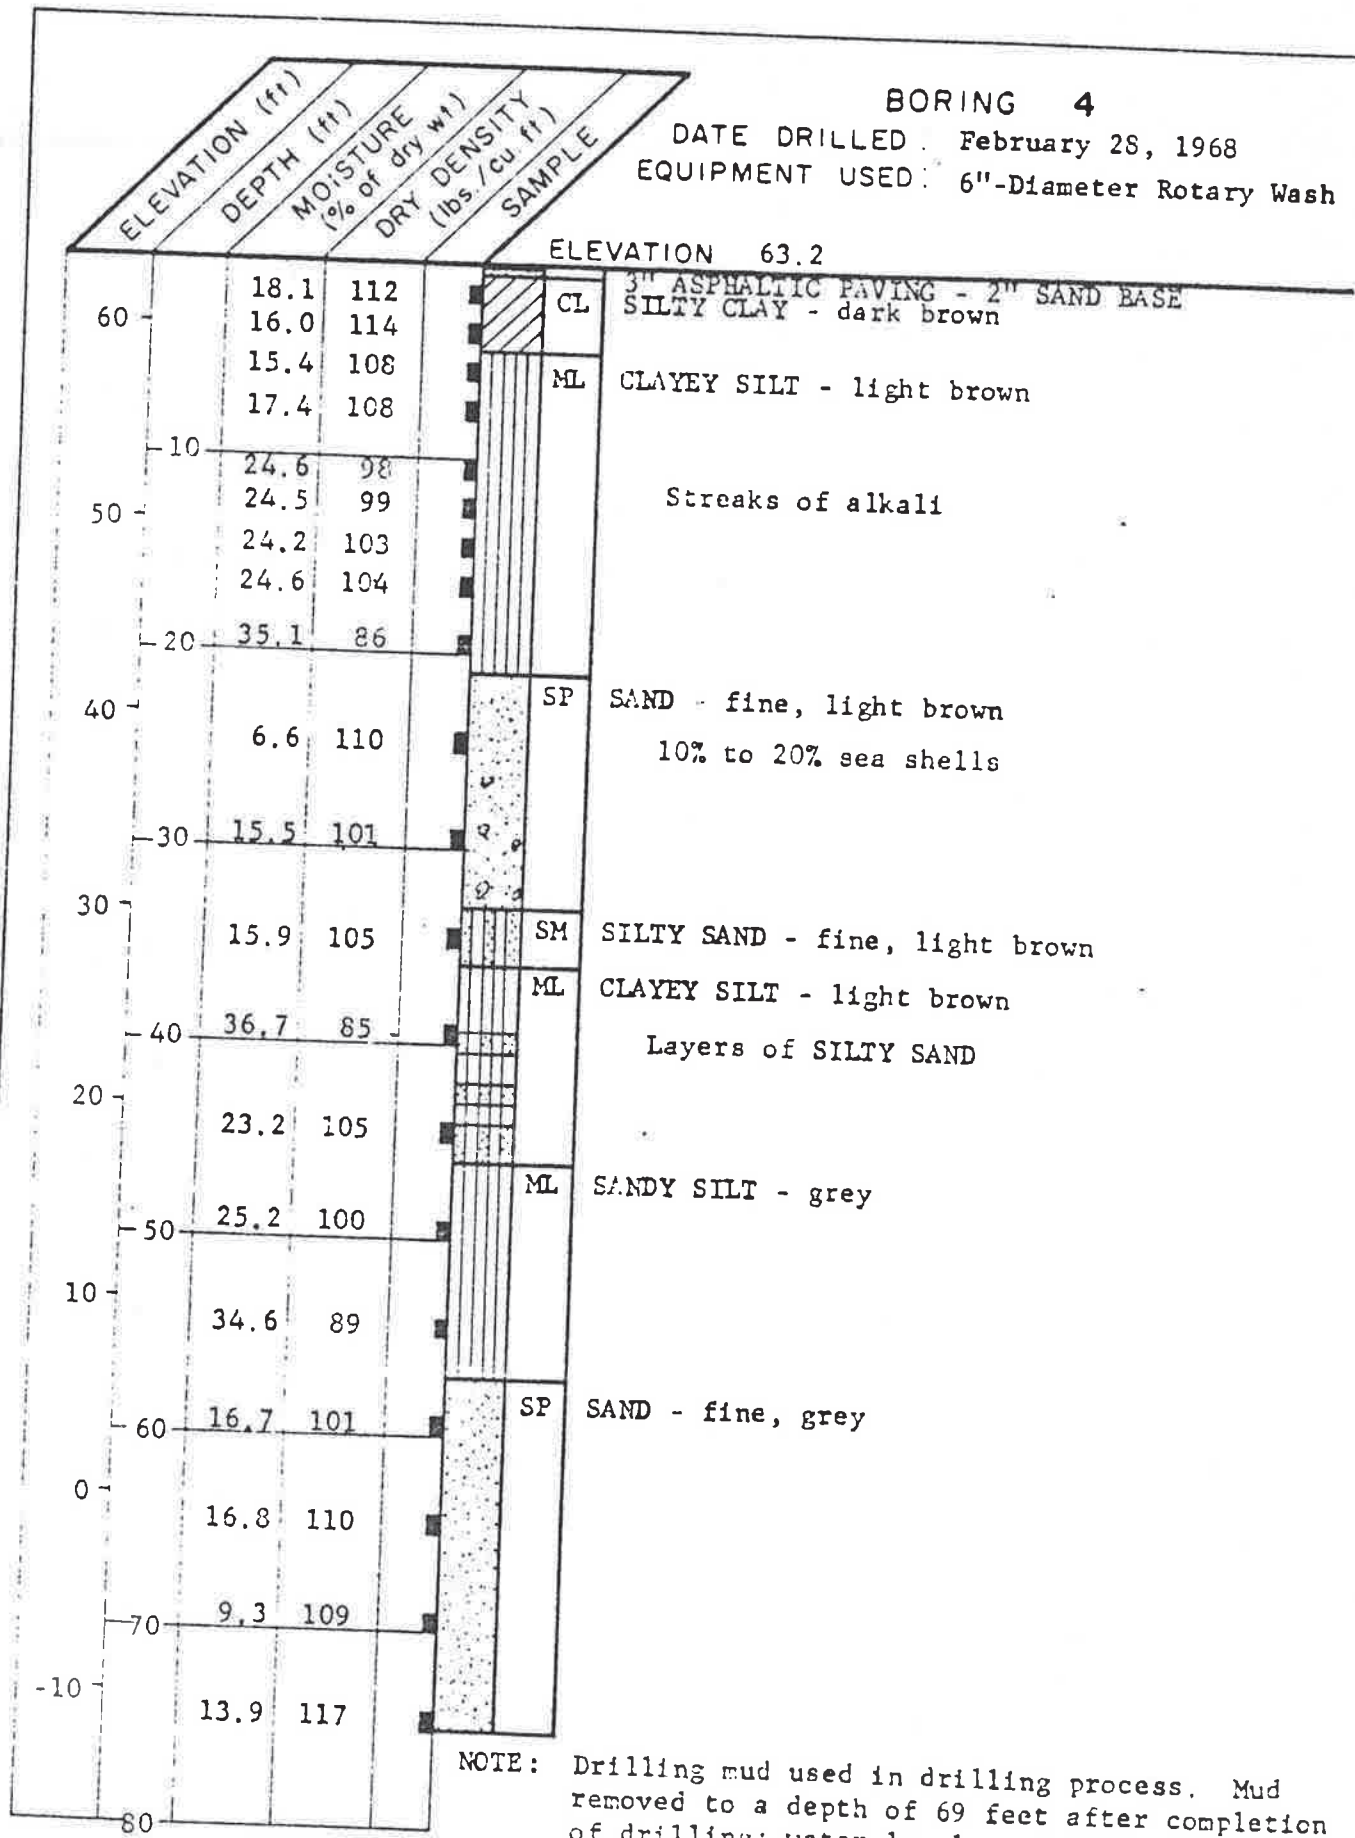 BORING 4
DATE DRILLED: February 28, 1968
EQUIPMENT USED: 6"-Diameter Rotary Wash
ELEVATION (ft)
DEPTH (ft)
MOISTURE
(% of dry wt)
DRY DENSITY
(lbs./cu. ft)
SAMPLE
ELEVATION 63.2
3" ASPHALTIC PAVING - 2" SAND BASE
18.1 112
CL SILTY CLAY - dark brown
60 16.0 114
15.4 108
ML CLAYEY SILT - light brown
17.4 108
10
24.6 98
24.5 99 Streaks of alkali
50
24.2 103
24.6 104
20 35.1 86
40 SP SAND - fine, light brown
6.6 110 10% to 20% sea shells
30 15.5 101
30
15.9 105 SM SILTY SAND - fine, light brown
ML CLAYEY SILT - light brown
40 36.7 85 Layers of SILTY SAND
20
23.2 105
ML SANDY SILT - grey
50 25.2 100
10
34.6 89
60 16.7 101 SP SAND - fine, grey
0
16.8 110
70 9.3 109
-10
13.9 117
NOTE: Drilling mud used in drilling process. Mud
removed to a depth of 69 feet after completion
of drilling; water
80